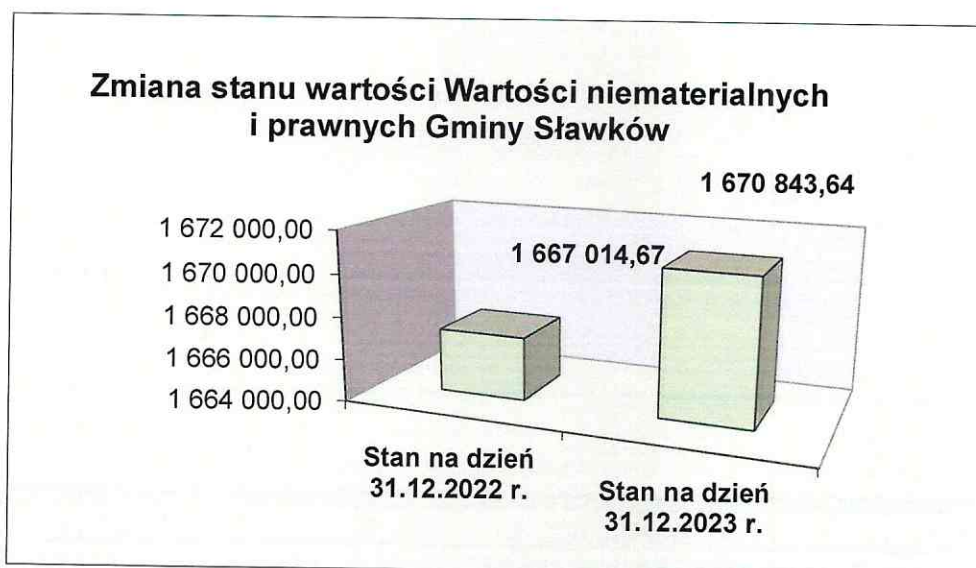 Zmiana stanu wartości Wartości niematerialnych
i prawnych Gminy Sławków
1 670 843,64
1 667 014,67
1 672 000,00
1 670 000,00
1 668 000,00
1 666 000,00
1 664 000,00
Stan na dzień
31.12.2022 r.
Stan na dzień
31.12.2023 r.